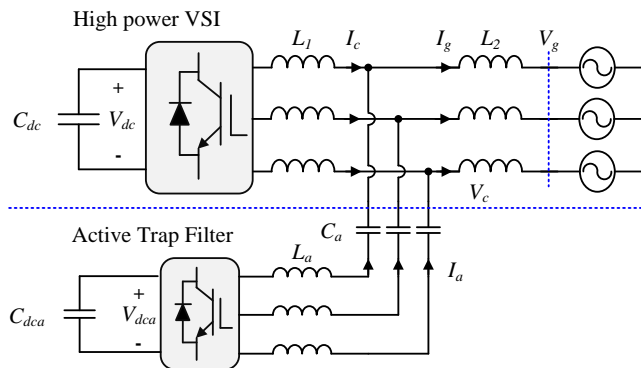 High power VSI
L1 Ic Ig L2 Vg
+
Cdc Vdc
-
Vc
Active Trap Filter
Ca
La
+ Ia
Cdca Vdca
-